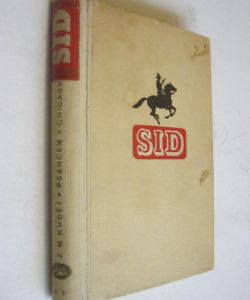 Z. M. KUDĚJ • PSANCEM V CHICAGU
SID
SID